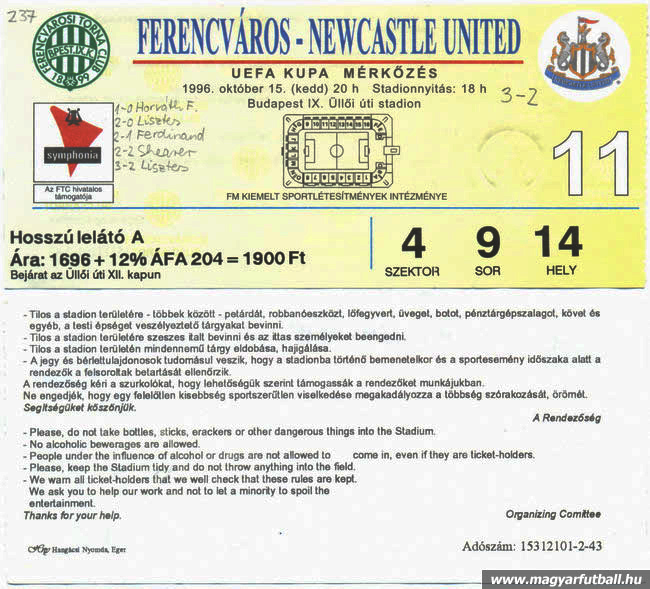 237
FERENCVÁROSI TORNA CLUB
BPEST.IX.K.
1899
FERENCVÁROS - NEWCASTLE UNITED
UEFA KUPA MÉRKŐZÉS
1996. október 15. (kedd) 20 h Stadionnyitás: 18 h
Budapest IX. Üllői úti stadion
3-2
1-0 Horváth F.
2-0 Lisztes
2-1 Ferdinand
2-2 Shearer
3-2 Lisztes
symphonia
Az FTC hivatalos
támogatója
FM KIEMELT SPORTLÉTESÍTMÉNYEK INTÉZMÉNYE
11
Hosszú lelátó A
Ára: 1696 + 12% ÁFA 204 = 1900 Ft
Bejárat az Üllői úti XII. kapun
4 9 14
SZEKTOR SOR HELY
- Tilos a stadion területére - többek között - petárdát, robbanóeszközt, lőfegyvert, üveget, botot, pénztárgépszalagot, követ és
egyéb, a testi épséget veszélyeztető tárgyakat bevinni.
- Tilos a stadion területére szeszes italt bevinni és az ittas személyeket beengedni.
- Tilos a stadion területén mindennemű tárgy eldobása, hajigálása.
- A jegy és bérlettulajdonosok tudomásul veszik, hogy a stadionba történő bemenetelkor és a sportesemény időszaka alatt a
rendezők a felsoroltak betartását ellenőrzik.
A rendezőség kéri a szurkolókat, hogy lehetőségük szerint támogassák a rendezőket munkájukban.
Ne engedjék, hogy egy felelőtlen kisebbség sportszerűtlen viselkedése megakadályozza a többség szórakozását, örömét.
Segítségüket köszönjük.
A Rendezőség
- Please, do not take bottles, sticks, erackers or other dangerous things into the Stadium.
- No alcoholic bewerages are allowed.
- People under the influence of alcohol or drugs are not allowed to come in, even if they are ticket-holders.
- Please, keep the Stadium tidy and do not throw anything into the field.
- We warn all ticket-holders that we well check that these rules are kept.
We ask you to help our work and not to let a minority to spoil the
entertainment.
Thanks for your help.
Organizing Comittee
Hangácsi Nyomda, Eger
Adószám: 15312101-2-43
www.magyarfutball.hu